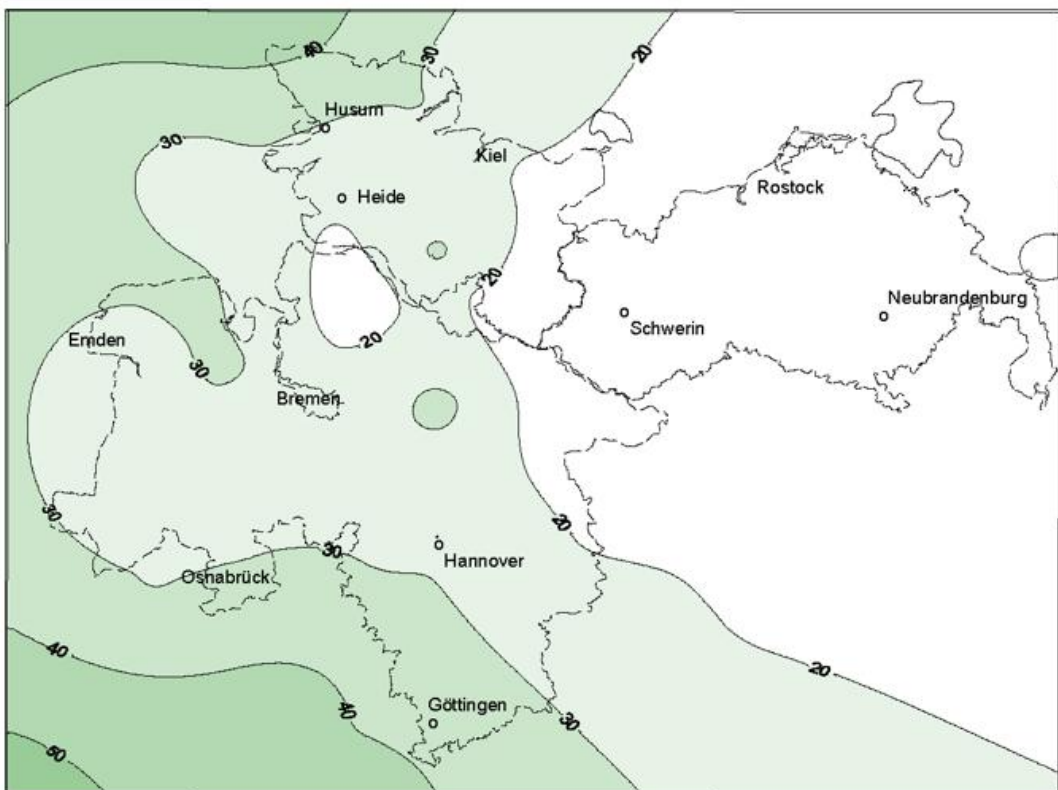 40
30
20
Husum
30
Kiel
Heide
Rostock
20
Neubrandenburg
Schwerin
Emden
20
30
Bremen
30
20
30
Hannover
Osnabrück
40
20
Göttingen
40
30
50